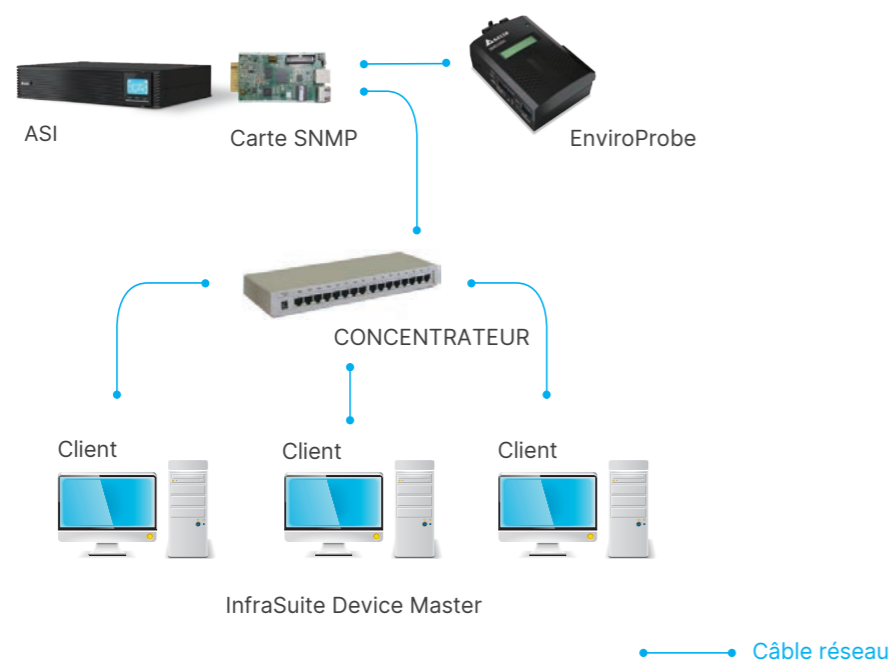 ASI
Carte SNMP
EnviroProbe
CONCENTRATEUR
Client
Client
Client
InfraSuite Device Master
Câble réseau